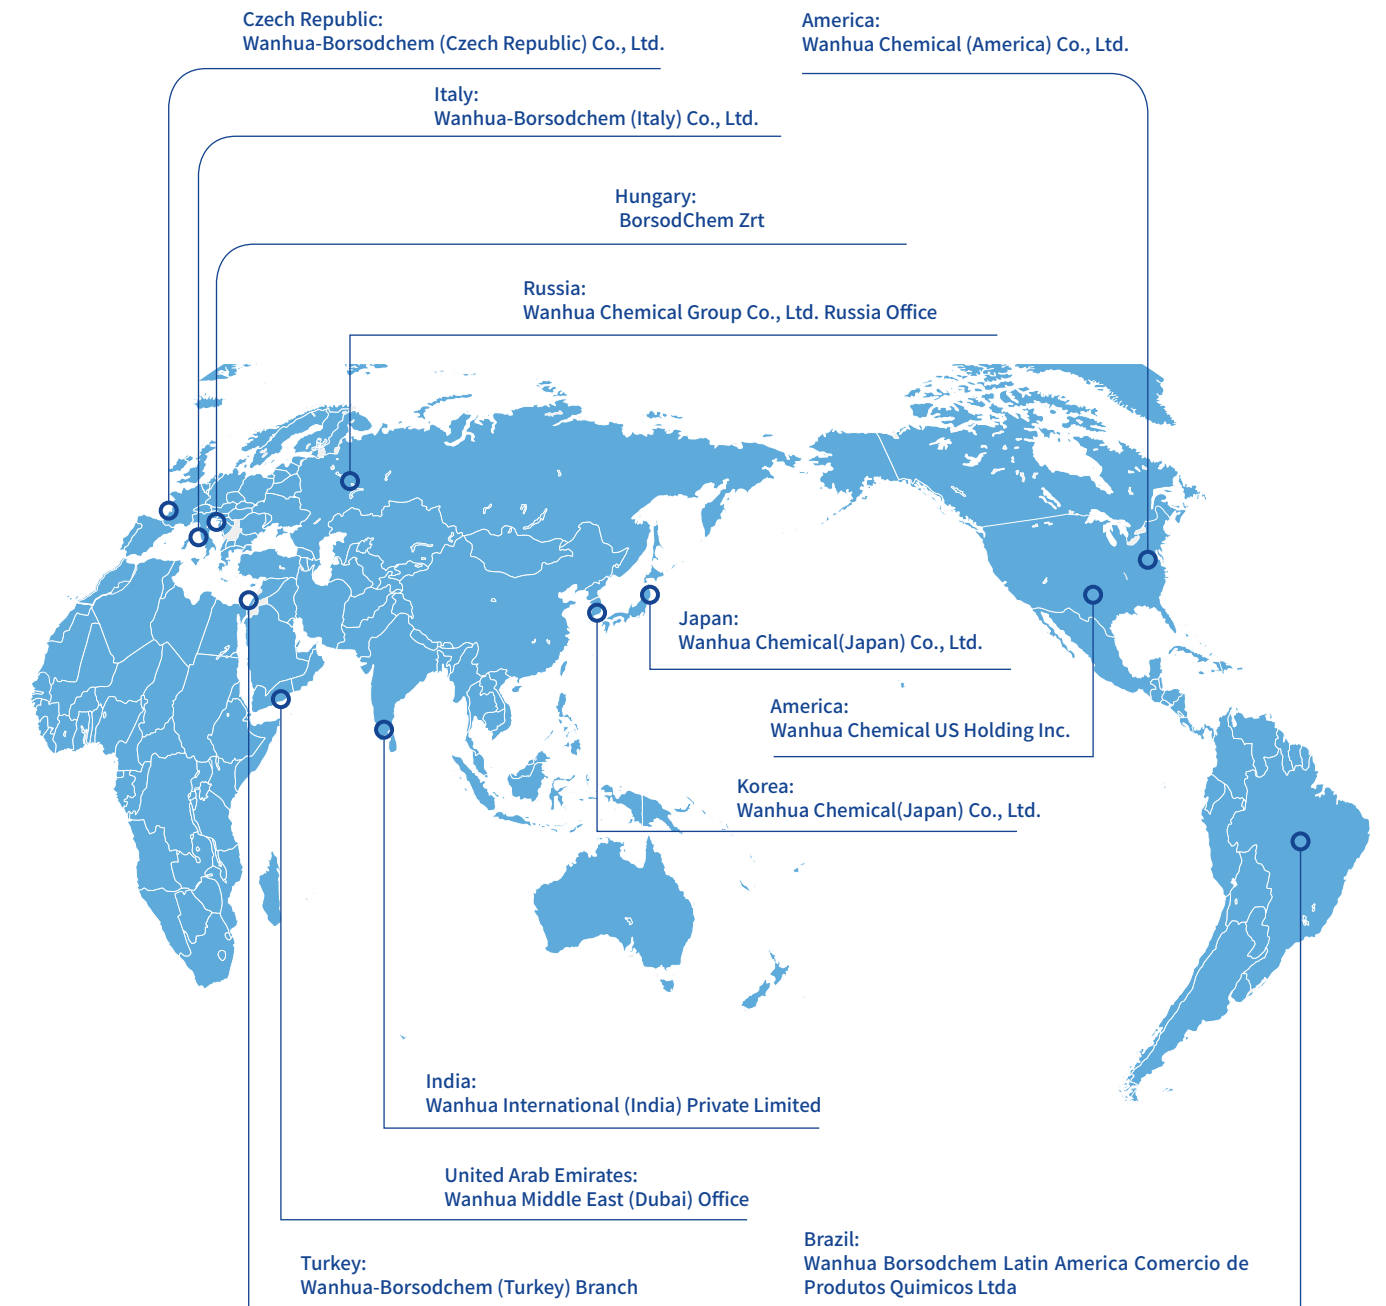 Czech Republic:
Wanhua-Borsodchem (Czech Republic) Co., Ltd.
America:
Wanhua Chemical (America) Co., Ltd.
Italy:
Wanhua-Borsodchem (Italy) Co., Ltd.
Hungary:
BorsodChem Zrt
Russia:
Wanhua Chemical Group Co., Ltd. Russia Office
Japan:
Wanhua Chemical(Japan) Co., Ltd.
America:
Wanhua Chemical US Holding Inc.
Korea:
Wanhua Chemical(Japan) Co., Ltd.
India:
Wanhua International (India) Private Limited
United Arab Emirates:
Wanhua Middle East (Dubai) Office
Turkey:
Wanhua-Borsodchem (Turkey) Branch
Brazil:
Wanhua Borsodchem Latin America Comercio de
Produtos Quimicos Ltda